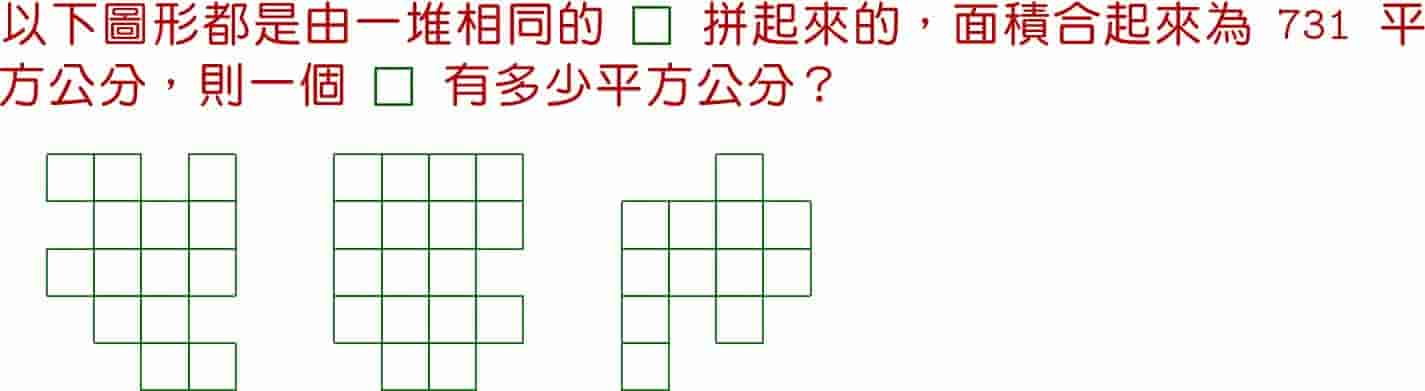 以下圖形都是由一堆相同的 □ 拼起來的，面積合起來為 731 平
方公分，則一個 □ 有多少平方公分？